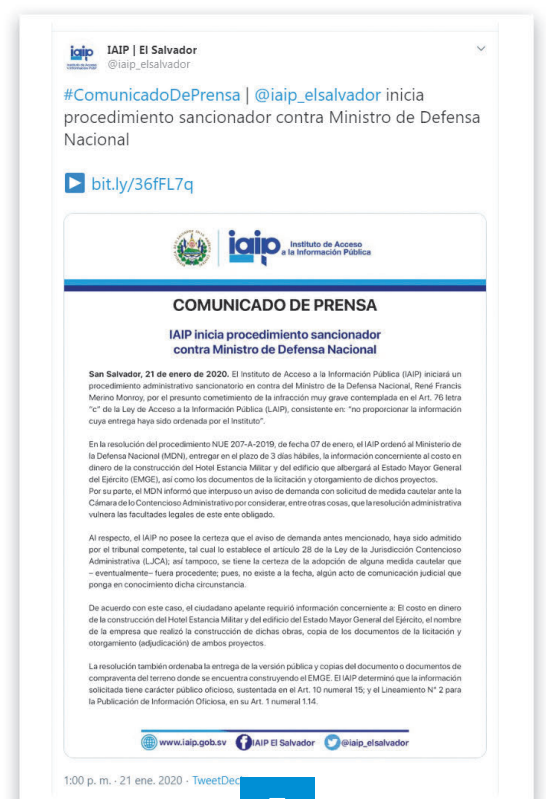 IAIP | El Salvador
@iaip_elsalvador
#ComunicadoDePrensa | @iaip_elsalvador inicia
procedimiento sancionador contra Ministro de Defensa
Nacional
bit.ly/36fFL7q
iaip Instituto de Acceso
a la Información Pública
COMUNICADO DE PRENSA
IAIP inicia procedimiento sancionador
contra Ministro de Defensa Nacional
San Salvador, 21 de enero de 2020. El Instituto de Acceso a la Información Pública (IAIP) iniciará un
procedimiento administrativo sancionatorio en contra del Ministro de la Defensa Nacional, René Francis
Merino Monroy, por el presunto cometimiento de la infracción muy grave contemplada en el Art. 76 letra
"c" de la Ley de Acceso a la Información Pública (LAIP), consistente en: "no proporcionar la información
cuya entrega haya sido ordenada por el Instituto".
En la resolución del procedimiento NUE 207-A-2019, de fecha 07 de enero, el IAIP ordenó al Ministerio de
la Defensa Nacional (MDN), entregar en el plazo de 3 días hábiles, la información concerniente al costo en
dinero de la construcción del Hotel Estancia Militar y del edificio que albergará al Estado Mayor General
del Ejército (EMGE), así como los documentos de la licitación y otorgamiento de dichos proyectos.
Por su parte, el MDN informó que interpuso un aviso de demanda con solicitud de medida cautelar ante la
Cámara de lo Contencioso Administrativo por considerar, entre otras cosas, que la resolución administrativa
vulnera las facultades legales de este ente obligado.
Al respecto, el IAIP no posee la certeza que el aviso de demanda antes mencionado, haya sido admitido
por el tribunal competente, tal cual lo establece el artículo 28 de la Ley de la Jurisdicción Contencioso
Administrativa (LJCA); así tampoco, se tiene la certeza de la adopción de alguna medida cautelar que
– eventualmente– fuera procedente; pues, no existe a la fecha, algún acto de comunicación judicial que
ponga en conocimiento dicha circunstancia.
De acuerdo con este caso, el ciudadano apelante requirió información concerniente a: El costo en dinero
de la construcción del Hotel Estancia Militar y del edificio del Estado Mayor General del Ejército, el nombre
de la empresa que realizó la construcción de dichas obras, copia de los documentos de la licitación y
otorgamiento (adjudicación) de ambos proyectos.
La resolución también ordenaba la entrega de la versión pública y copias del documento o documentos de
compraventa del terreno donde se encuentra construyendo el EMGE. El IAIP determinó que la información
solicitada tiene carácter público oficioso, sustentada en el Art. 10 numeral 15; y el Lineamiento N° 2 para
la Publicación de Información Oficiosa, en su Art. 1 numeral 1.14.
www.iaip.gob.sv IAIP El Salvador @iaip_elsalvador
1:00 p. m. · 21 ene. 2020 · TweetDec